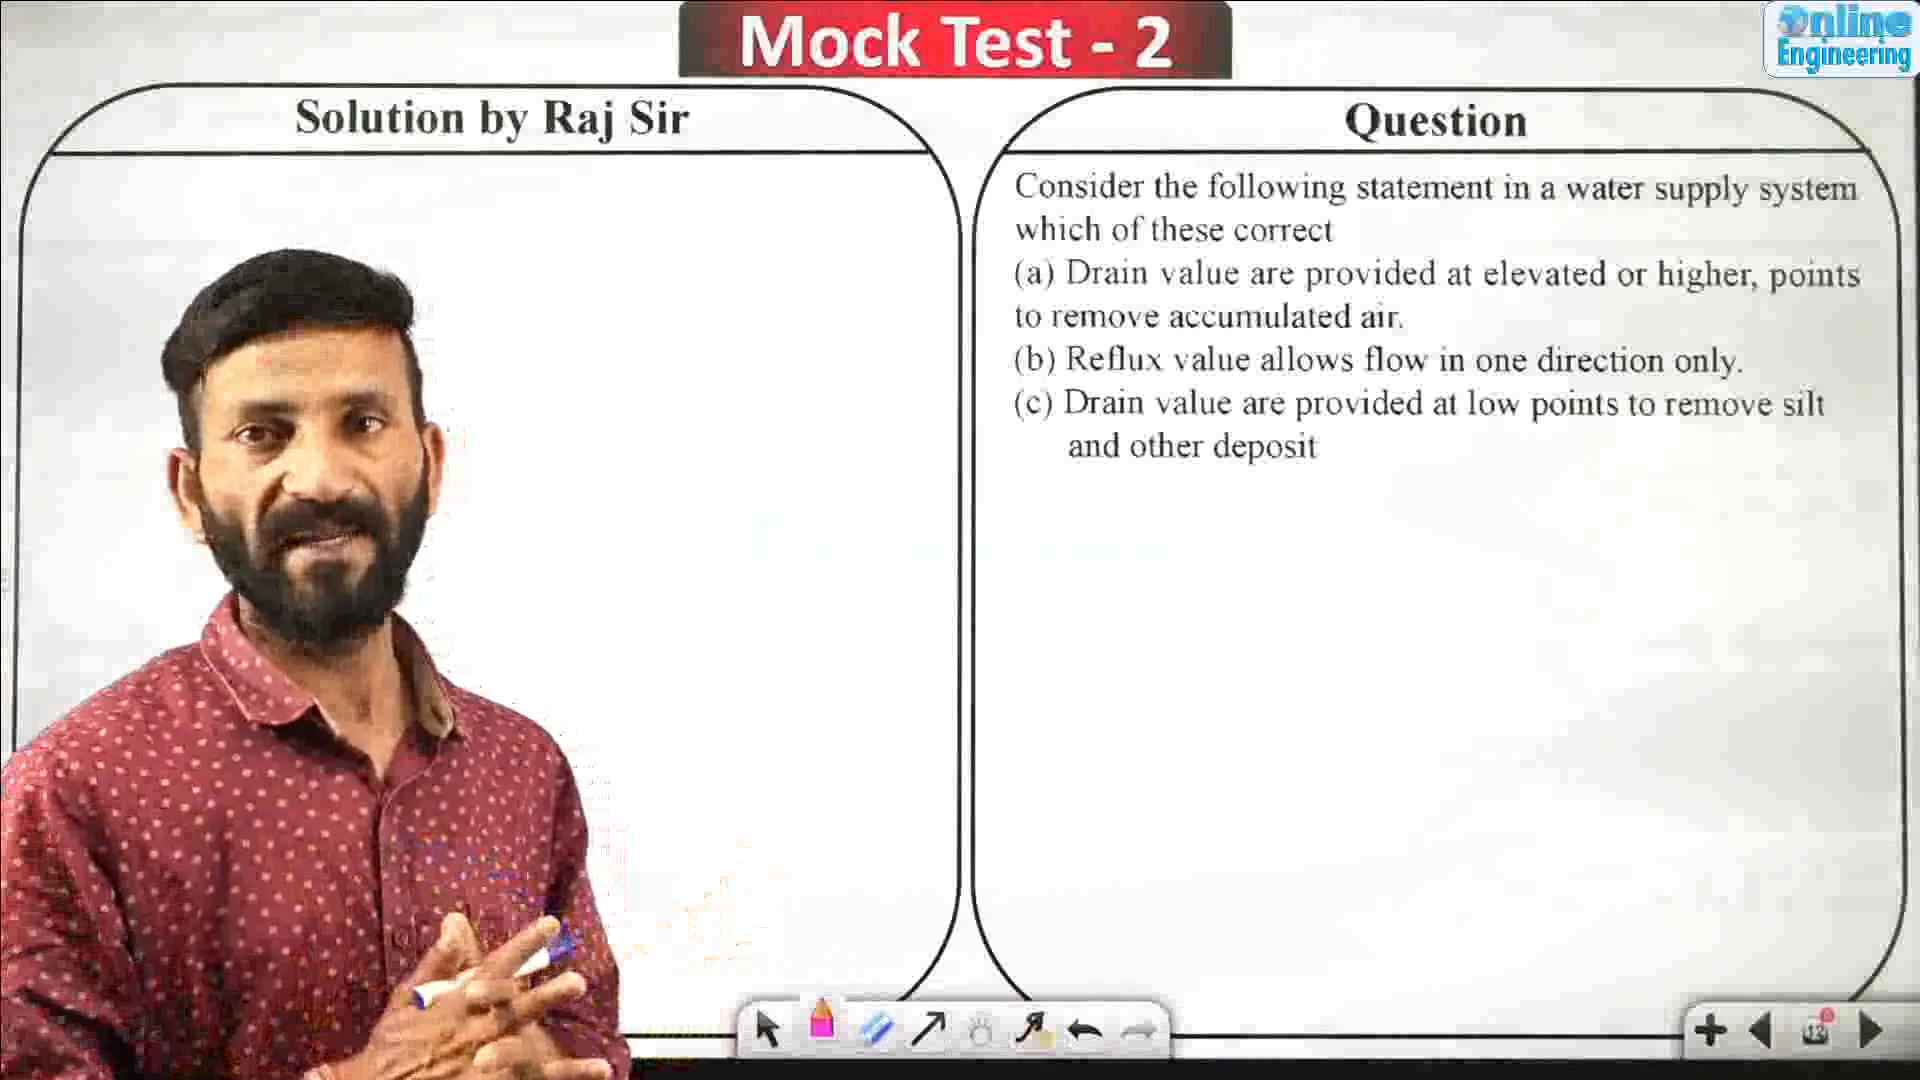 Mock Test - 2
Online
Engineering
Solution by Raj Sir
Question
Consider the following statement in a water supply system
which of these correct
(a) Drain value are provided at elevated or higher, points
to remove accumulated air.
(b) Reflux value allows flow in one direction only.
(c) Drain value are provided at low points to remove silt
and other deposit
13